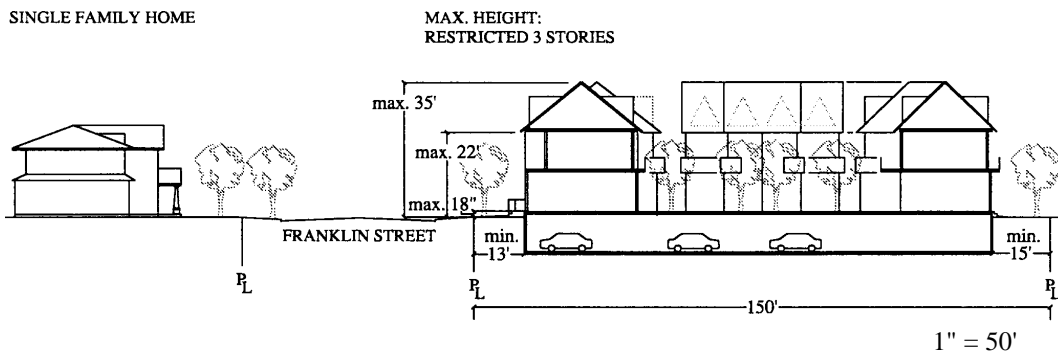 SINGLE FAMILY HOME
MAX. HEIGHT:
RESTRICTED 3 STORIES
max. 35'
max. 22'
max. 18"
FRANKLIN STREET
min.
13'
min.
15'
PL
PL
PL
150'
1" = 50'